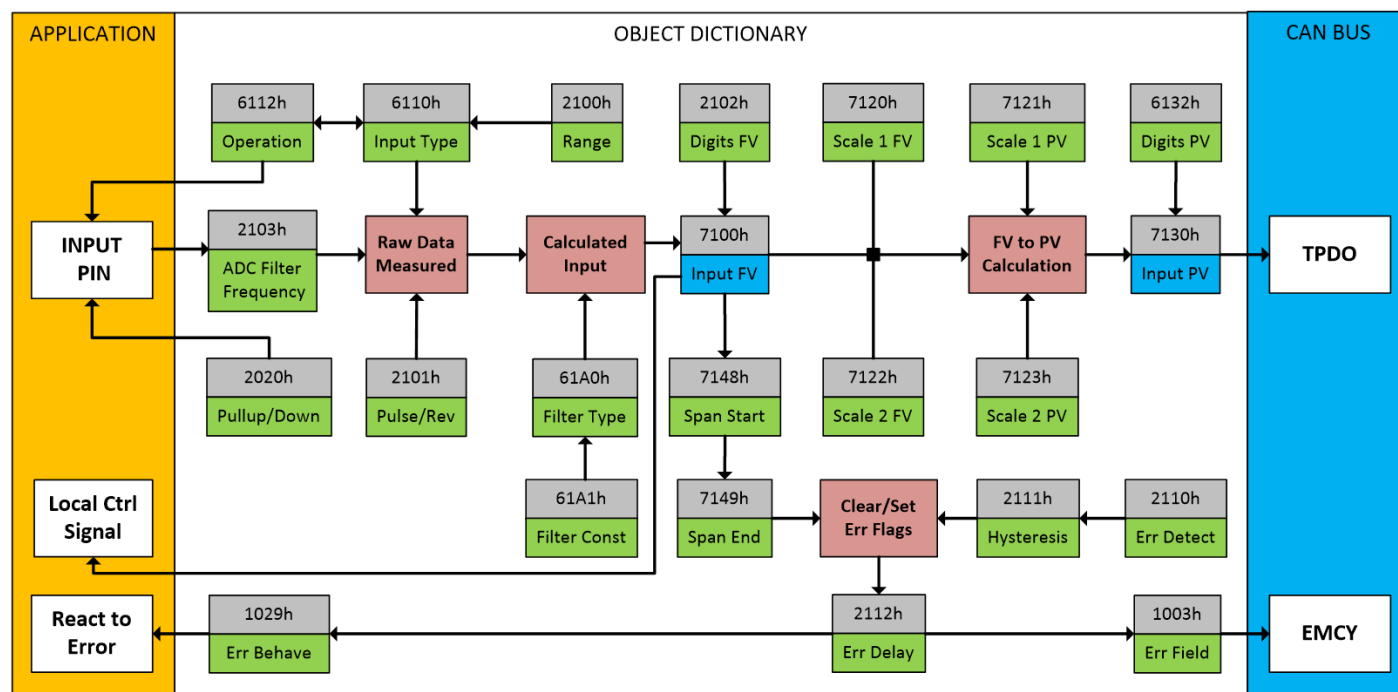 APPLICATION
OBJECT DICTIONARY
CAN BUS
6112h
Operation
6110h
Input Type
2100h
Range
2102h
Digits FV
7120h
Scale 1 FV
7121h
Scale 1 PV
6132h
Digits PV
INPUT
PIN
2103h
ADC Filter
Frequency
Raw Data
Measured
Calculated
Input
7100h
Input FV
FV to PV
Calculation
7130h
Input PV
TPDO
2020h
Pullup/Down
2101h
Pulse/Rev
61A0h
Filter Type
7148h
Span Start
7122h
Scale 2 FV
7123h
Scale 2 PV
Local Ctrl
Signal
61A1h
Filter Const
7149h
Span End
Clear/Set
Err Flags
2111h
Hysteresis
2110h
Err Detect
React to
Error
1029h
Err Behave
2112h
Err Delay
1003h
Err Field
EMCY